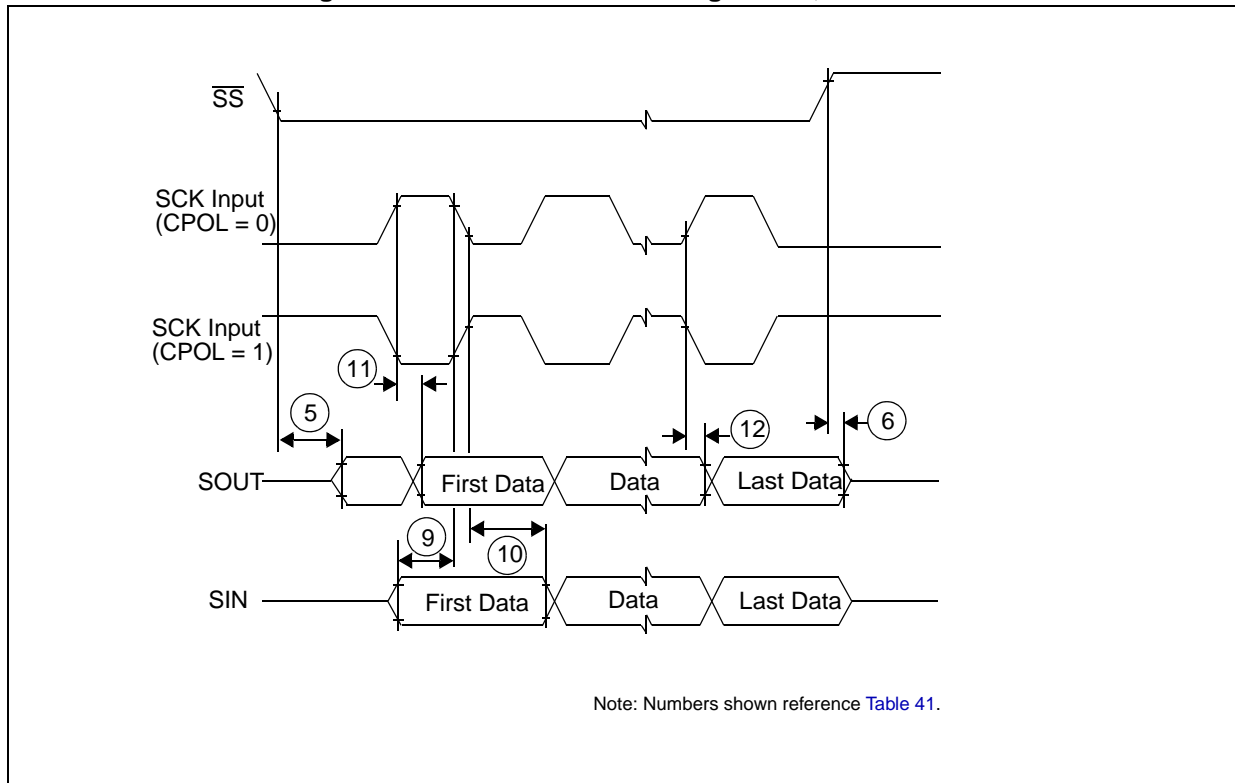 SS
SCK Input
(CPOL = 0)
SCK Input
(CPOL = 1)
11
5
12
6
SOUT
First Data
Data
Last Data
9
10
SIN
First Data
Data
Last Data
Note: Numbers shown reference Table 41.